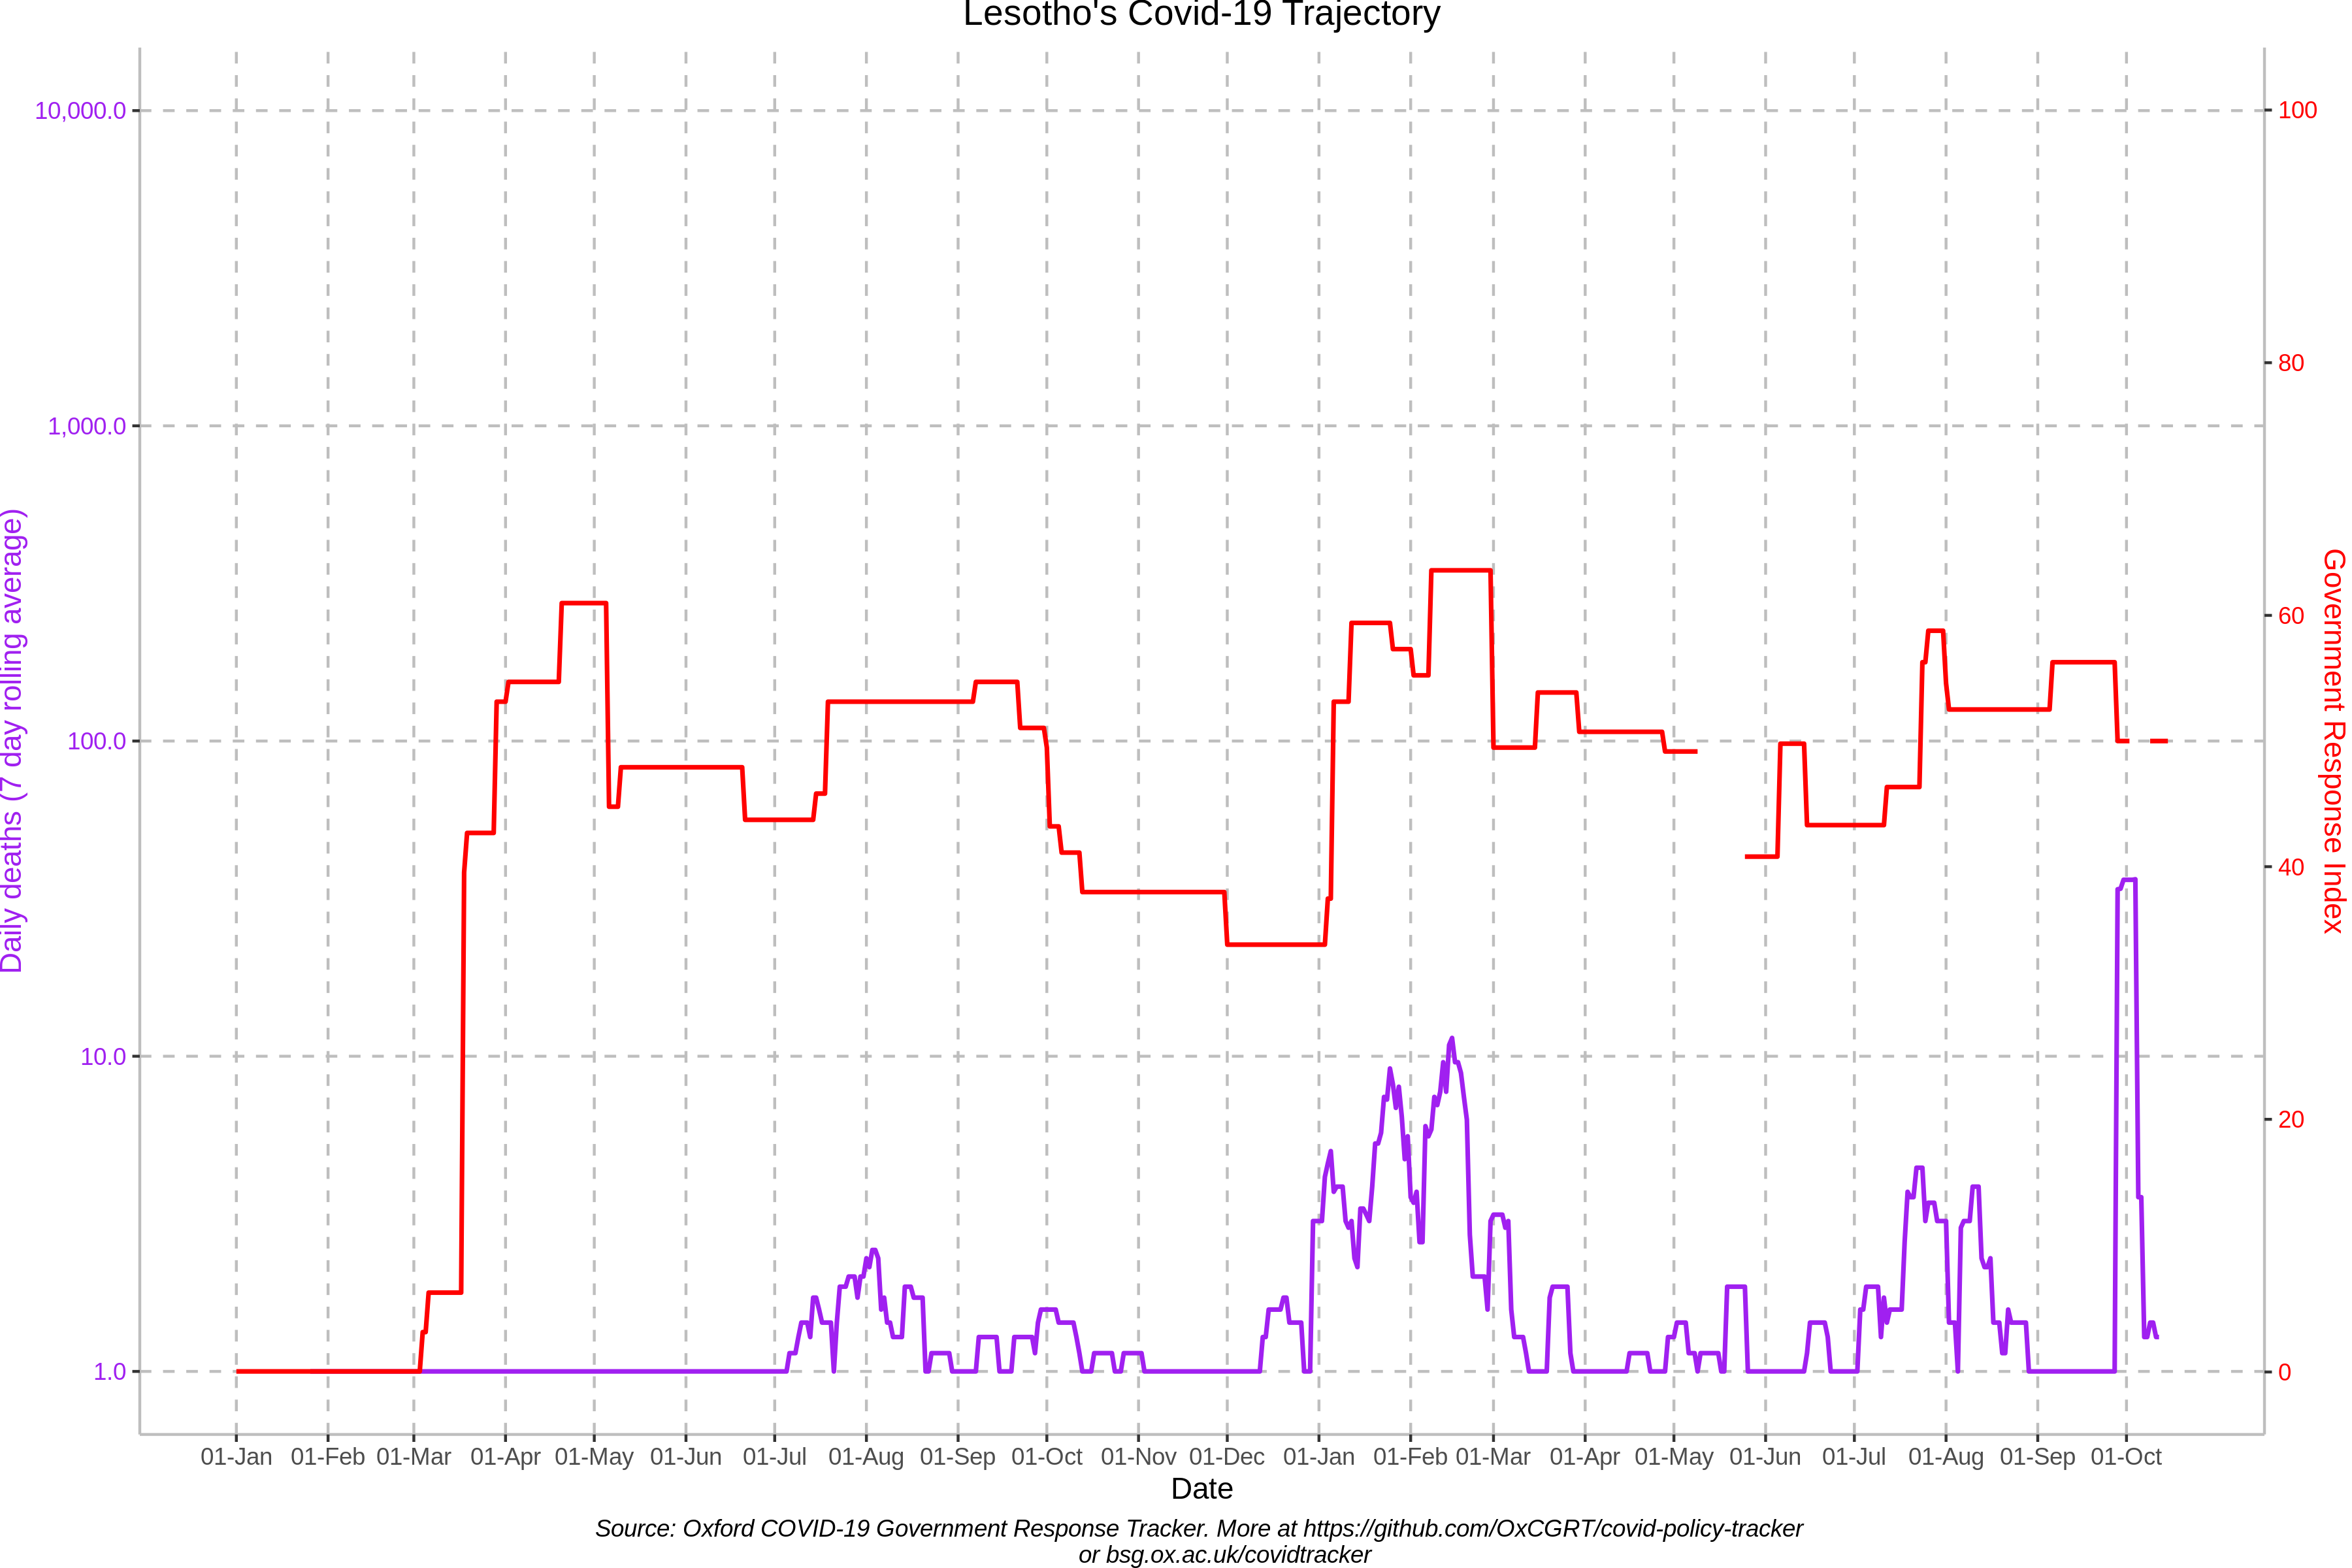 Lesotho's Covid-19 Trajectory
10,000.0
1,000.0
100.0
10.0
1.0
Daily deaths (7 day rolling average)
100
80
60
40
20
0
Government Response Index
01-Jan 01-Feb 01-Mar 01-Apr 01-May 01-Jun 01-Jul 01-Aug 01-Sep 01-Oct 01-Nov 01-Dec 01-Jan 01-Feb 01-Mar 01-Apr 01-May 01-Jun 01-Jul 01-Aug 01-Sep 01-Oct
Date
Source: Oxford COVID-19 Government Response Tracker. More at https://github.com/OxCGRT/covid-policy-tracker
or bsg.ox.ac.uk/covidtracker